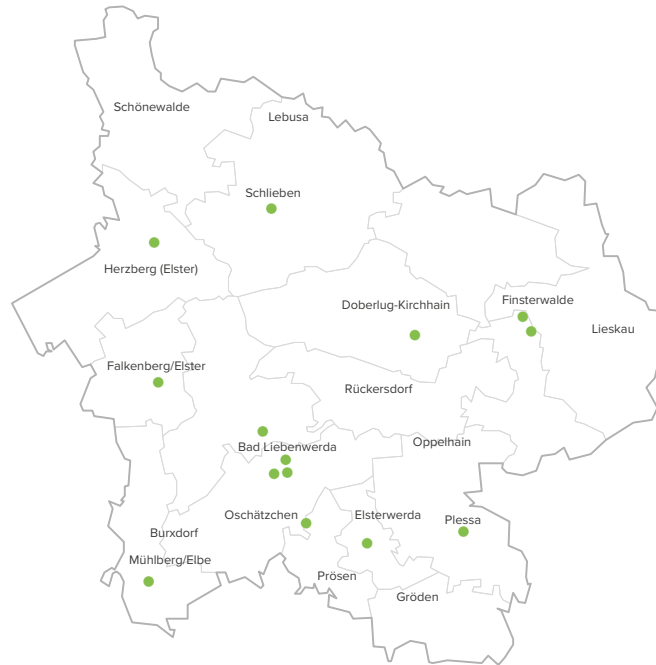 Schönewalde
Lebusa
Schlieben
Herzberg (Elster)
Doberlug-Kirchhain
Finsterwalde
Lieskau
Falkenberg/Elster
Rückersdorf
Oppelhain
Bad Liebenwerda
Oschätzchen
Elsterwerda
Plessa
Burxdorf
Mühlberg/Elbe
Prösen
Gröden